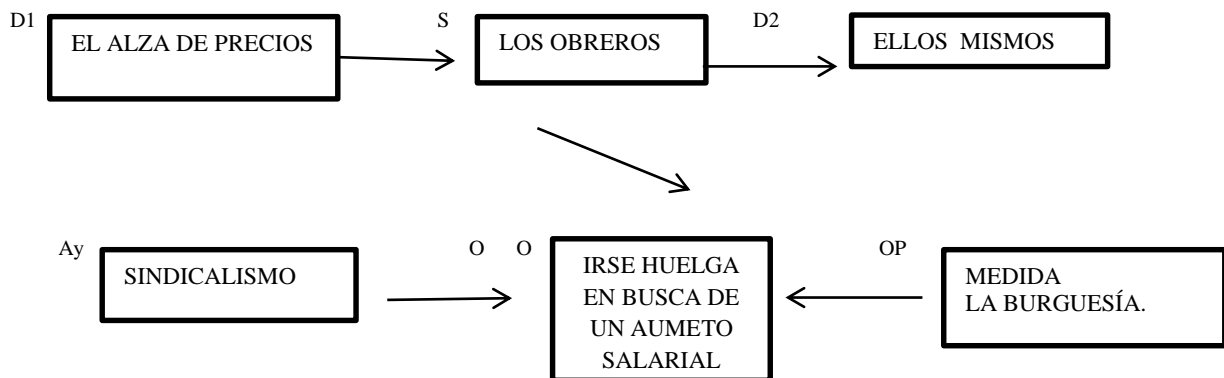 D1
EL ALZA DE PRECIOS
S
LOS OBREROS
D2
ELLOS MISMOS
Ay
SINDICALISMO
O O
IRSE HUELGA
EN BUSCA DE
UN AUMETO
SALARIAL
OP
MEDIDA
LA BURGUESÍA.